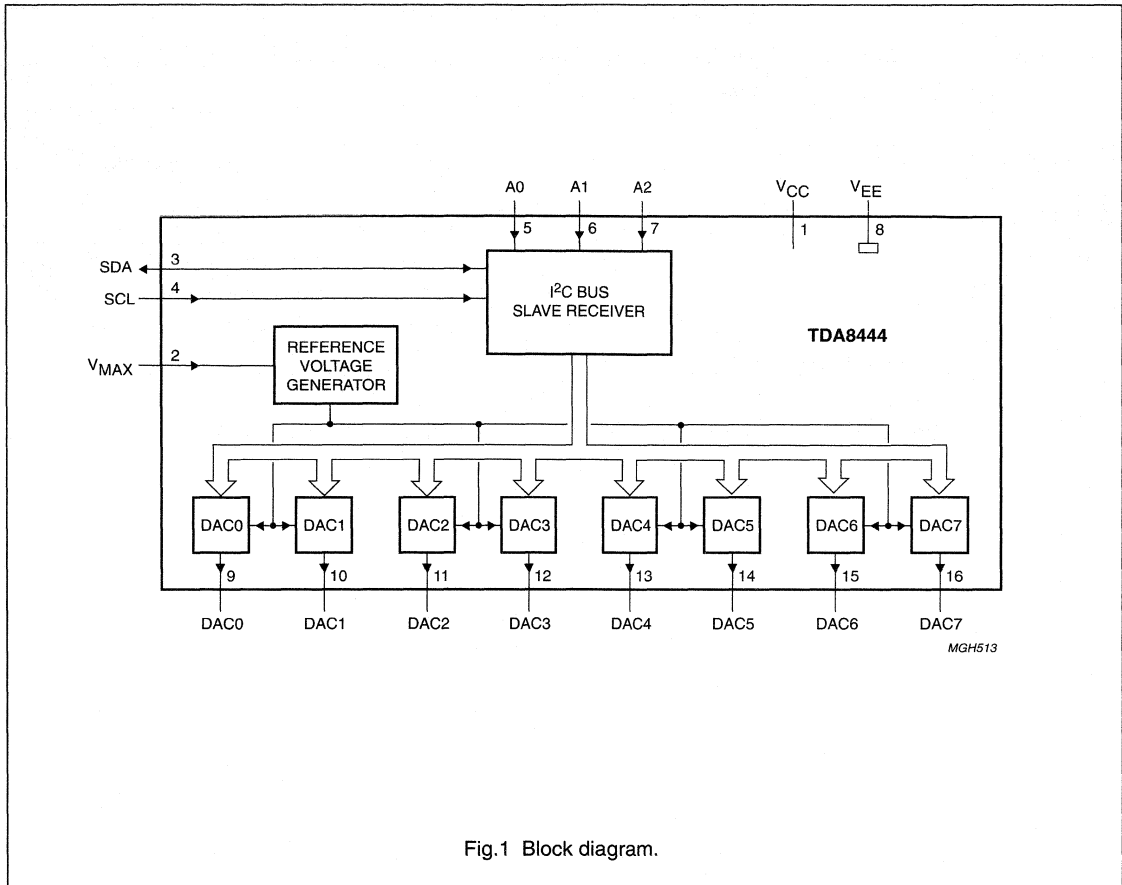 A0 A1 A2 VCC VEE
5 6 7 1 8
SDA 3
SCL 4
I²C BUS
SLAVE RECEIVER
TDA8444
VMAX 2
REFERENCE
VOLTAGE
GENERATOR
DAC0 DAC1 DAC2 DAC3 DAC4 DAC5 DAC6 DAC7
9 10 11 12 13 14 15 16
DAC0 DAC1 DAC2 DAC3 DAC4 DAC5 DAC6 DAC7
MGH513
Fig.1 Block diagram.